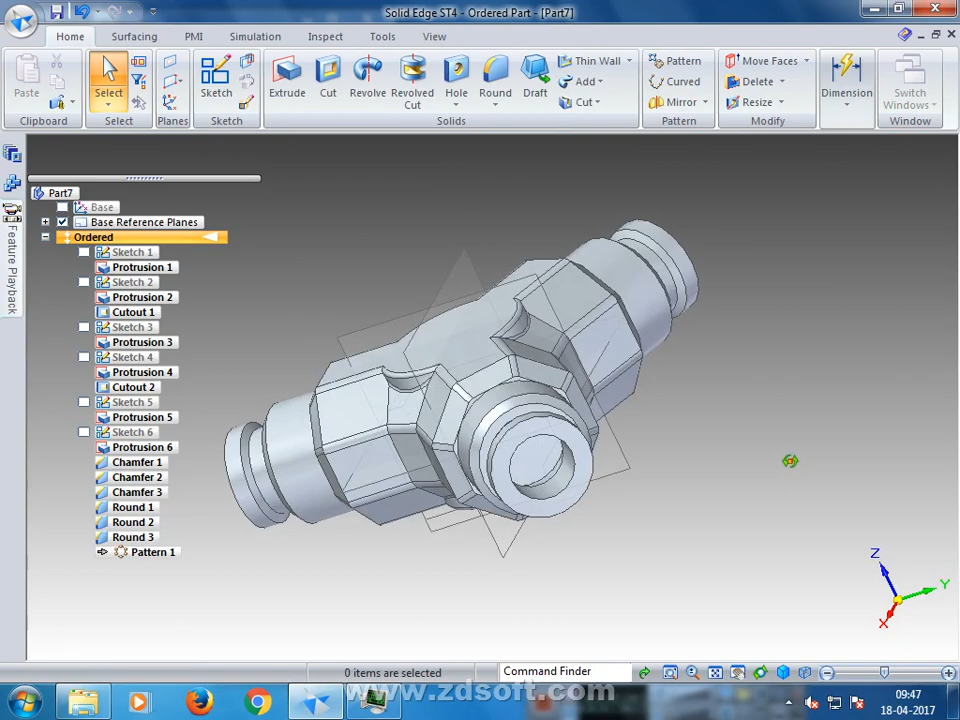 Solid Edge ST4 - Ordered Part - [Part7]
Home Surfacing PMI Simulation Inspect Tools View
Paste
Clipboard
Select
Select
Planes
Sketch
Sketch
Extrude Cut Revolve Revolved Cut Hole Round Draft
Thin Wall
Add
Cut
Solids
Pattern
Curved
Mirror
Pattern
Move Faces
Delete
Resize
Modify
Dimension
Switch Windows
Window
Feature Playback
Part7
Base
Base Reference Planes
Ordered
Sketch 1
Protrusion 1
Sketch 2
Protrusion 2
Cutout 1
Sketch 3
Protrusion 3
Sketch 4
Protrusion 4
Cutout 2
Sketch 5
Protrusion 5
Sketch 6
Protrusion 6
Chamfer 1
Chamfer 2
Chamfer 3
Round 1
Round 2
Round 3
Pattern 1
Z
Y
X
0 items are selected
Command Finder
www.zdsoft.com
09:47
18-04-2017